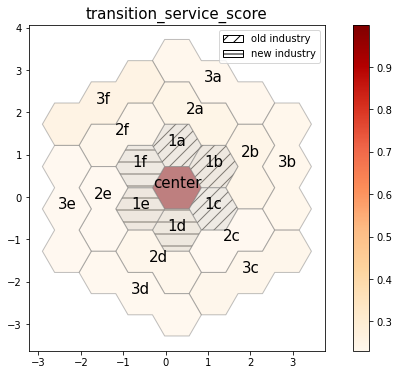 transition_service_score
old industry
new industry
3a
3f
2a
2f
1a
2b
1f
1b
3b
center
2e
3e
1e
1c
1d
2c
2d
3c
3d
4
3
2
1
0
−1
−2
−3
−3
−2
−1
0
1
2
3
0.9
0.8
0.7
0.6
0.5
0.4
0.3